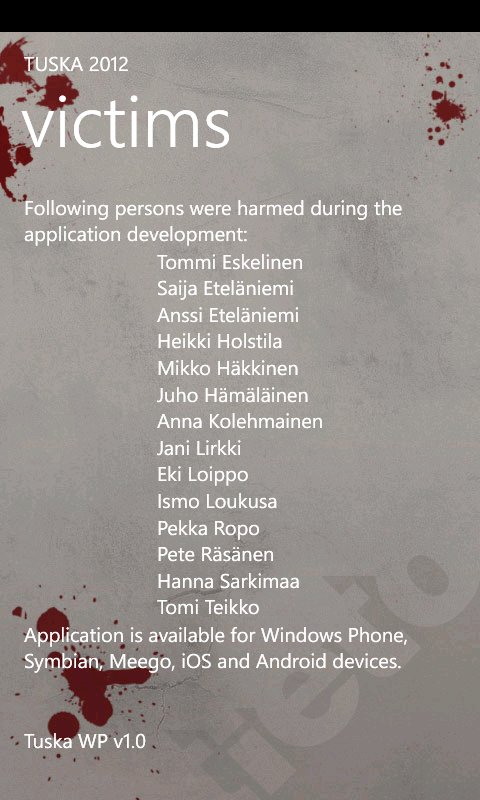 TUSKA 2012
victims
Following persons were harmed during the
application development:
Tommi Eskelinen
Saija Eteläniemi
Anssi Eteläniemi
Heikki Holstila
Mikko Häkkinen
Juho Hämäläinen
Anna Kolehmainen
Jani Lirkki
Eki Loippo
Ismo Loukusa
Pekka Ropo
Pete Räsänen
Hanna Sarkimaa
Tomi Teikko
Application is available for Windows Phone,
Symbian, Meego, iOS and Android devices.
tieto
Tuska WP v1.0